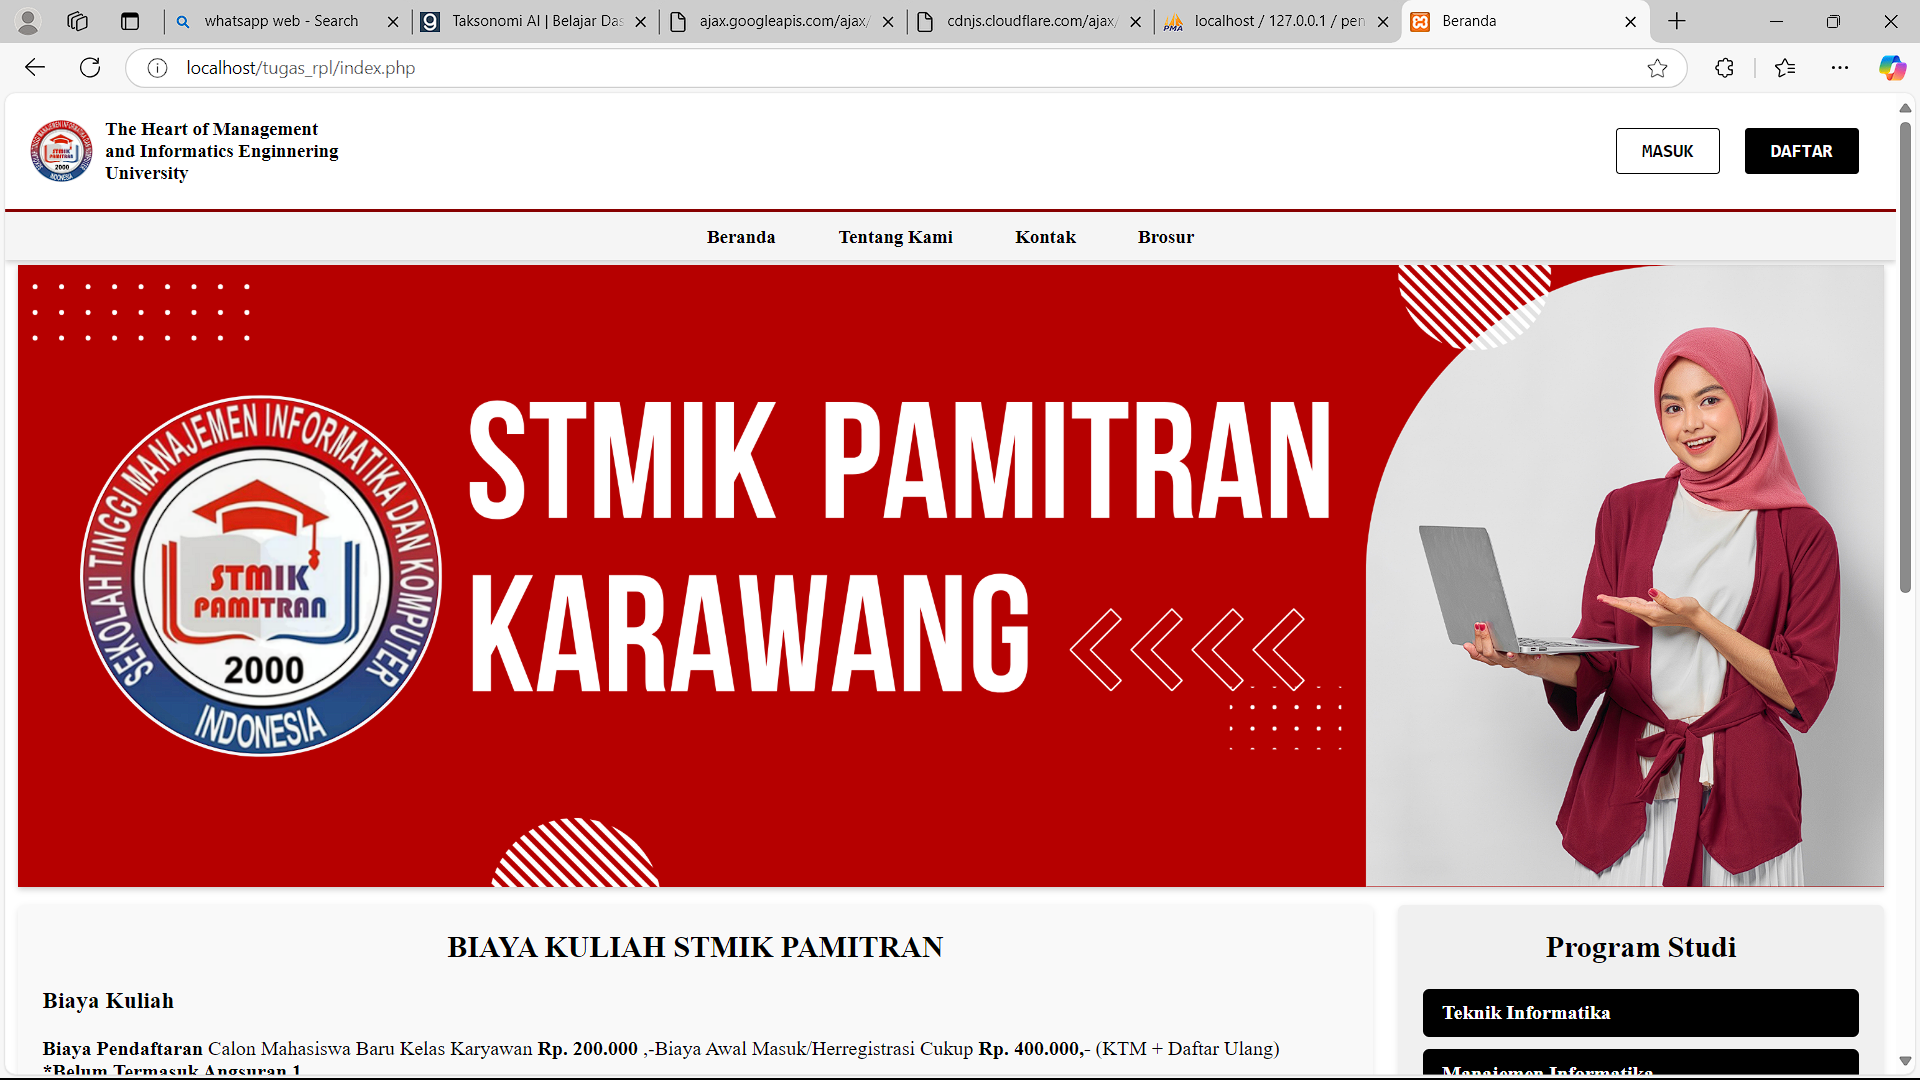 whatsapp web - Search
Taksonomi AI | Belajar Das
ajax.googleapis.com/ajax/
cdnjs.cloudflare.com/ajax/
localhost / 127.0.0.1 / pen
Beranda
localhost/tugas_rpl/index.php
The Heart of Management
and Informatics Enginnering
University
MASUK
DAFTAR
Beranda
Tentang Kami
Kontak
Brosur
SEKOLAH TINGGI MANAJEMEN INFORMATIKA DAN KOMPUTER
STMIK
PAMITRAN
2000
INDONESIA
STMIK PAMITRAN
KARAWANG
BIAYA KULIAH STMIK PAMITRAN
Biaya Kuliah
Biaya Pendaftaran Calon Mahasiswa Baru Kelas Karyawan Rp. 200.000 ,-Biaya Awal Masuk/Herregistrasi Cukup Rp. 400.000,- (KTM + Daftar Ulang)
*Belum Termasuk Angsuran 1
Program Studi
Teknik Informatika
Manajemen Informatika